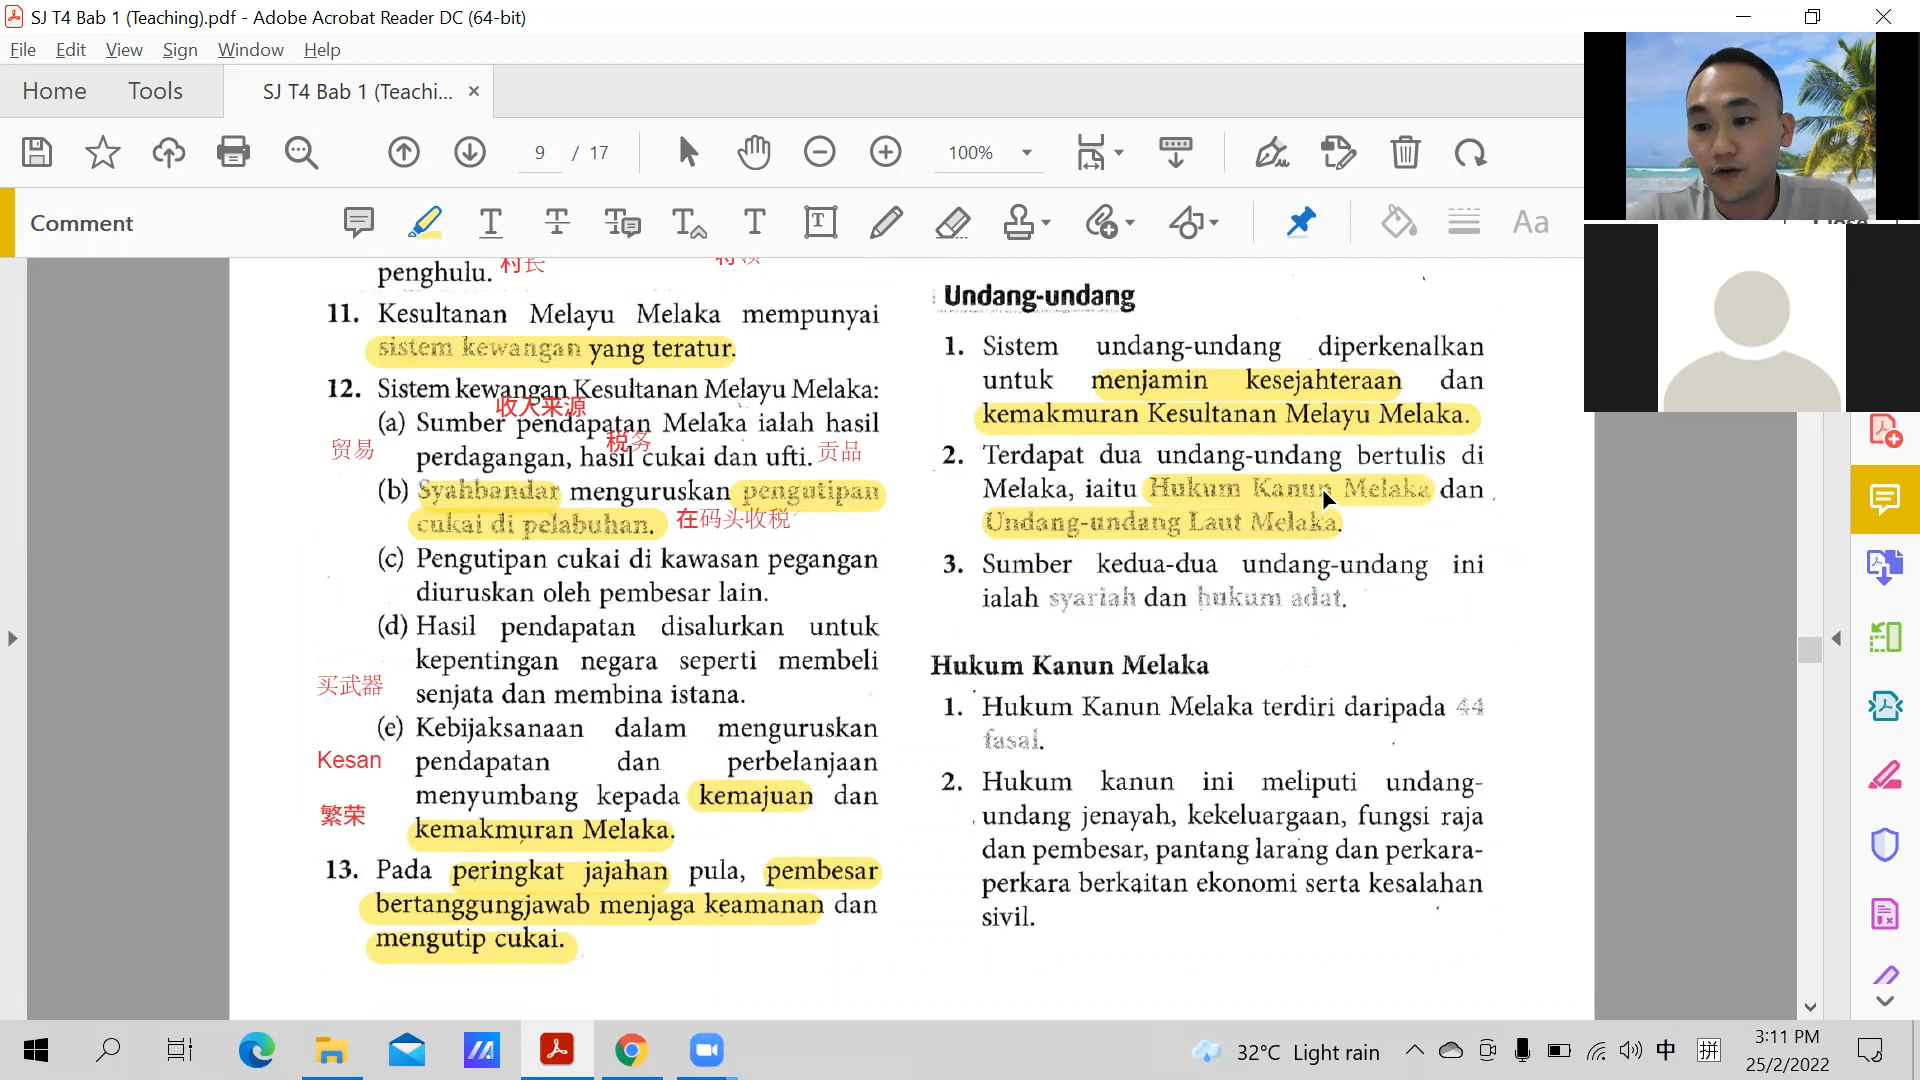 SJ T4 Bab 1 (Teaching).pdf - Adobe Acrobat Reader DC (64-bit)
File Edit View Sign Window Help
Home Tools SJ T4 Bab 1 (Teachi... ×
9 / 17 100%
Comment
Aa
penghulu. 村长
11. Kesultanan Melayu Melaka mempunyai
sistem kewangan yang teratur.
12. Sistem kewangan Kesultanan Melayu Melaka:
收入来源
(a) Sumber pendapatan Melaka ialah hasil
贸易 税务
perdagangan, hasil cukai dan ufti. 贡品
(b) Syahbandar menguruskan pengutipan
cukai di pelabuhan. 在码头收税
(c) Pengutipan cukai di kawasan pegangan
diuruskan oleh pembesar lain.
(d) Hasil pendapatan disalurkan untuk
kepentingan negara seperti membeli
买武器 senjata dan membina istana.
(e) Kebijaksanaan dalam menguruskan
Kesan pendapatan dan perbelanjaan
menyumbang kepada kemajuan dan
繁荣 kemakmuran Melaka.
13. Pada peringkat jajahan pula, pembesar
bertanggungjawab menjaga keamanan dan
mengutip cukai.
Undang-undang
1. Sistem undang-undang diperkenalkan
untuk menjamin kesejahteraan dan
kemakmuran Kesultanan Melayu Melaka.
2. Terdapat dua undang-undang bertulis di
Melaka, iaitu Hukum Kanun Melaka dan
Undang-undang Laut Melaka.
3. Sumber kedua-dua undang-undang ini
ialah syariah dan hukum adat.
Hukum Kanun Melaka
1. Hukum Kanun Melaka terdiri daripada 44
fasal.
2. Hukum kanun ini meliputi undang-
undang jenayah, kekeluargaan, fungsi raja
dan pembesar, pantang larang dan perkara-
perkara berkaitan ekonomi serta kesalahan
sivil.
32°C Light rain 中 拼 3:11 PM
25/2/2022